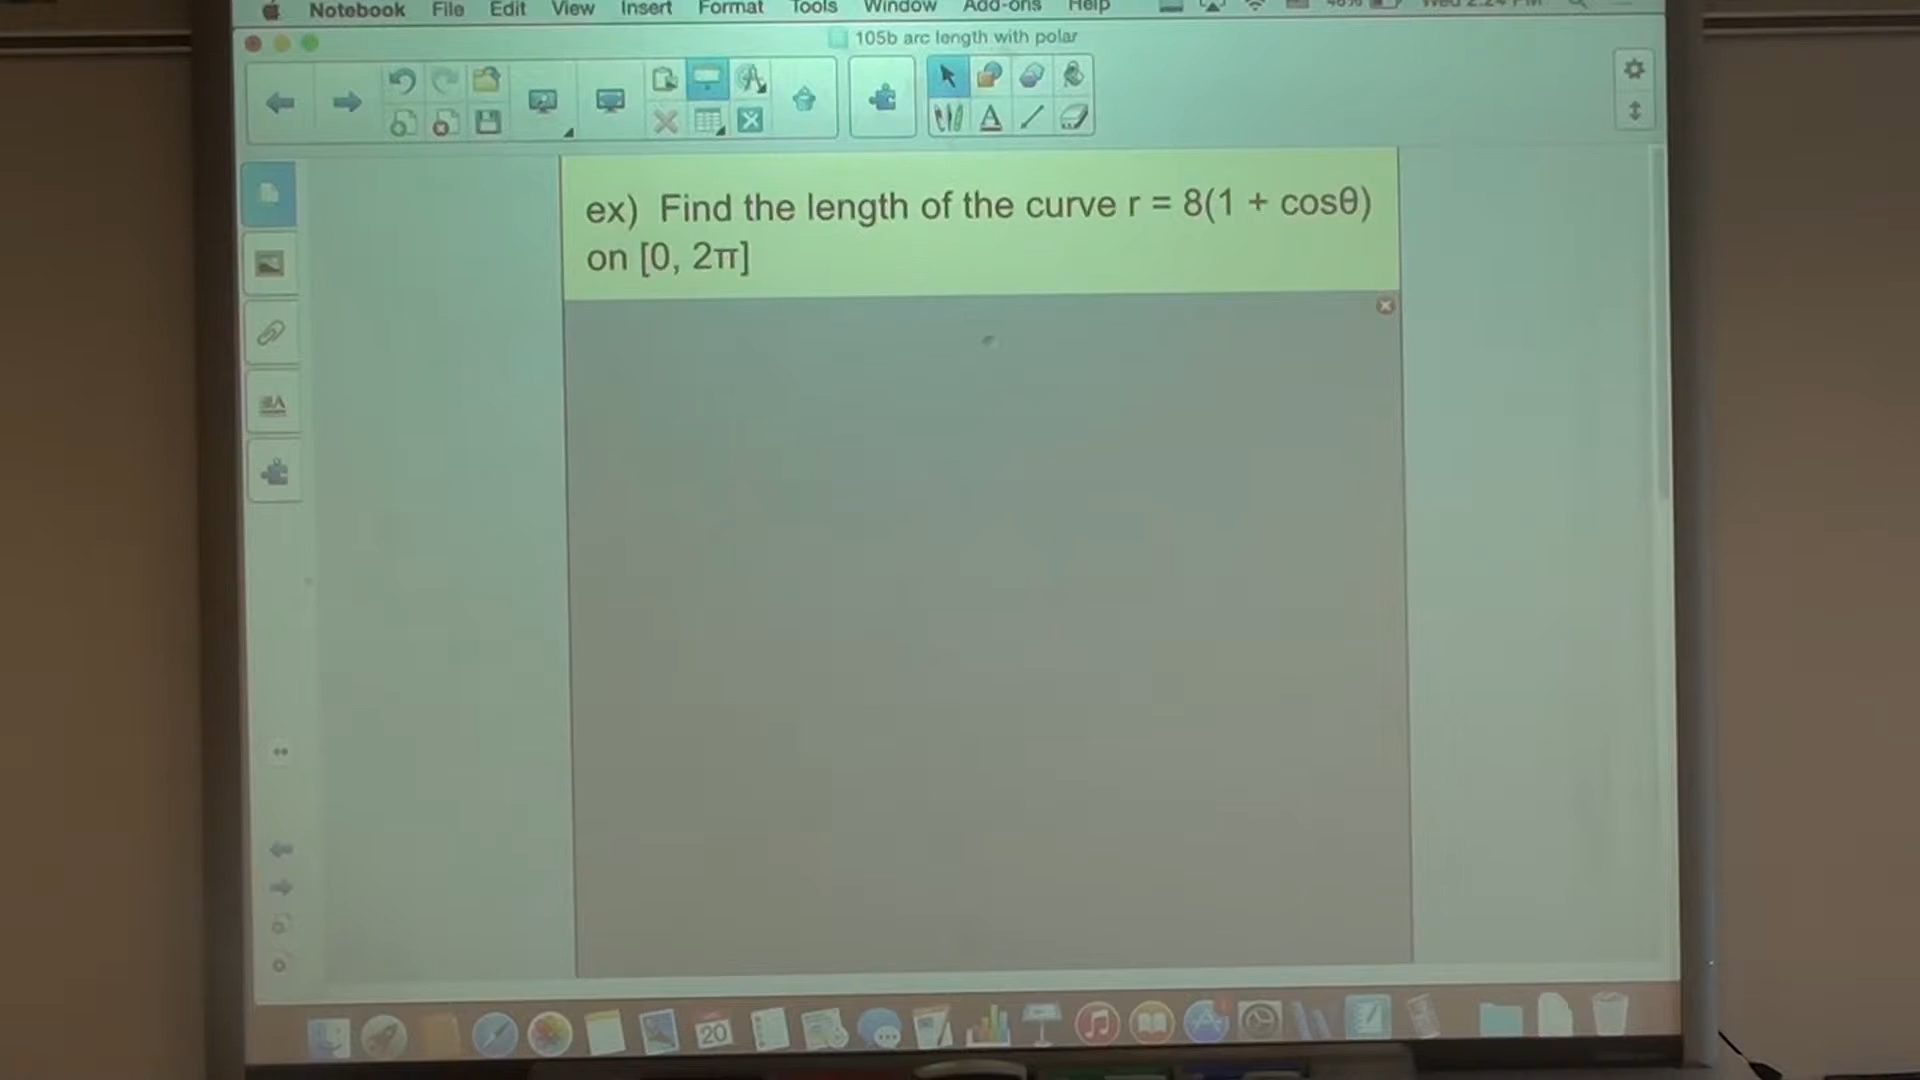 Notebook File Edit View Insert Format Tools Window Add-ons Help
105b arc length with polar
ex) Find the length of the curve r = 8(1 + cosθ)
on [0, 2π]
20